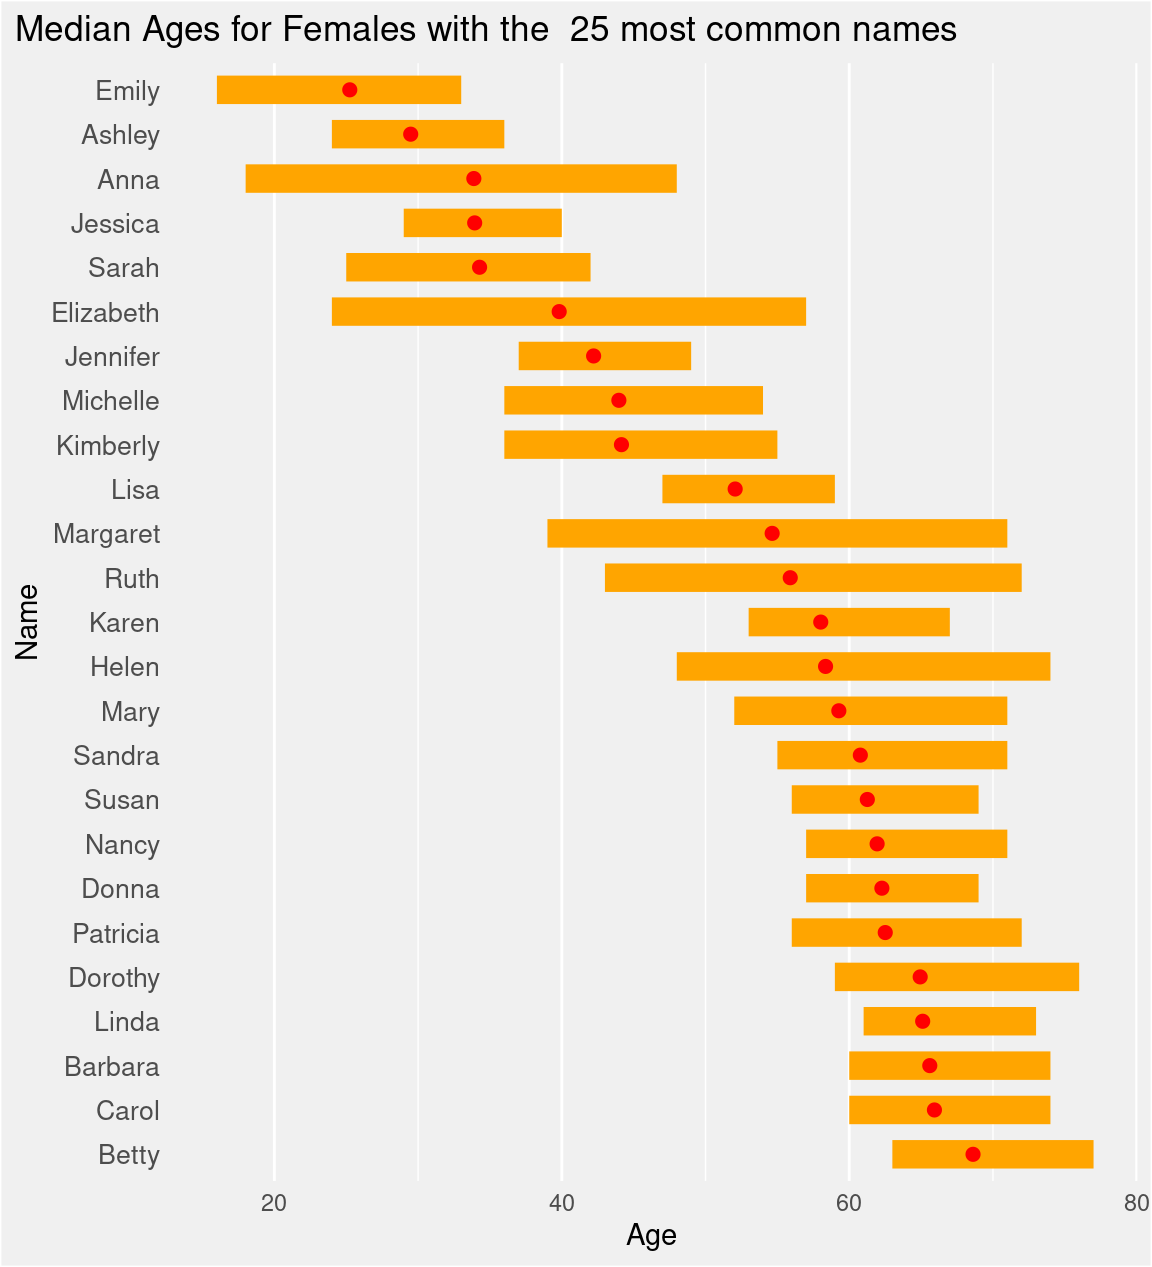 Median Ages for Females with the  25 most common names
Emily
Ashley
Anna
Jessica
Sarah
Elizabeth
Jennifer
Michelle
Kimberly
Lisa
Margaret
Ruth
Karen
Helen
Mary
Sandra
Susan
Nancy
Donna
Patricia
Dorothy
Linda
Barbara
Carol
Betty
Name
20 40 60 80
Age